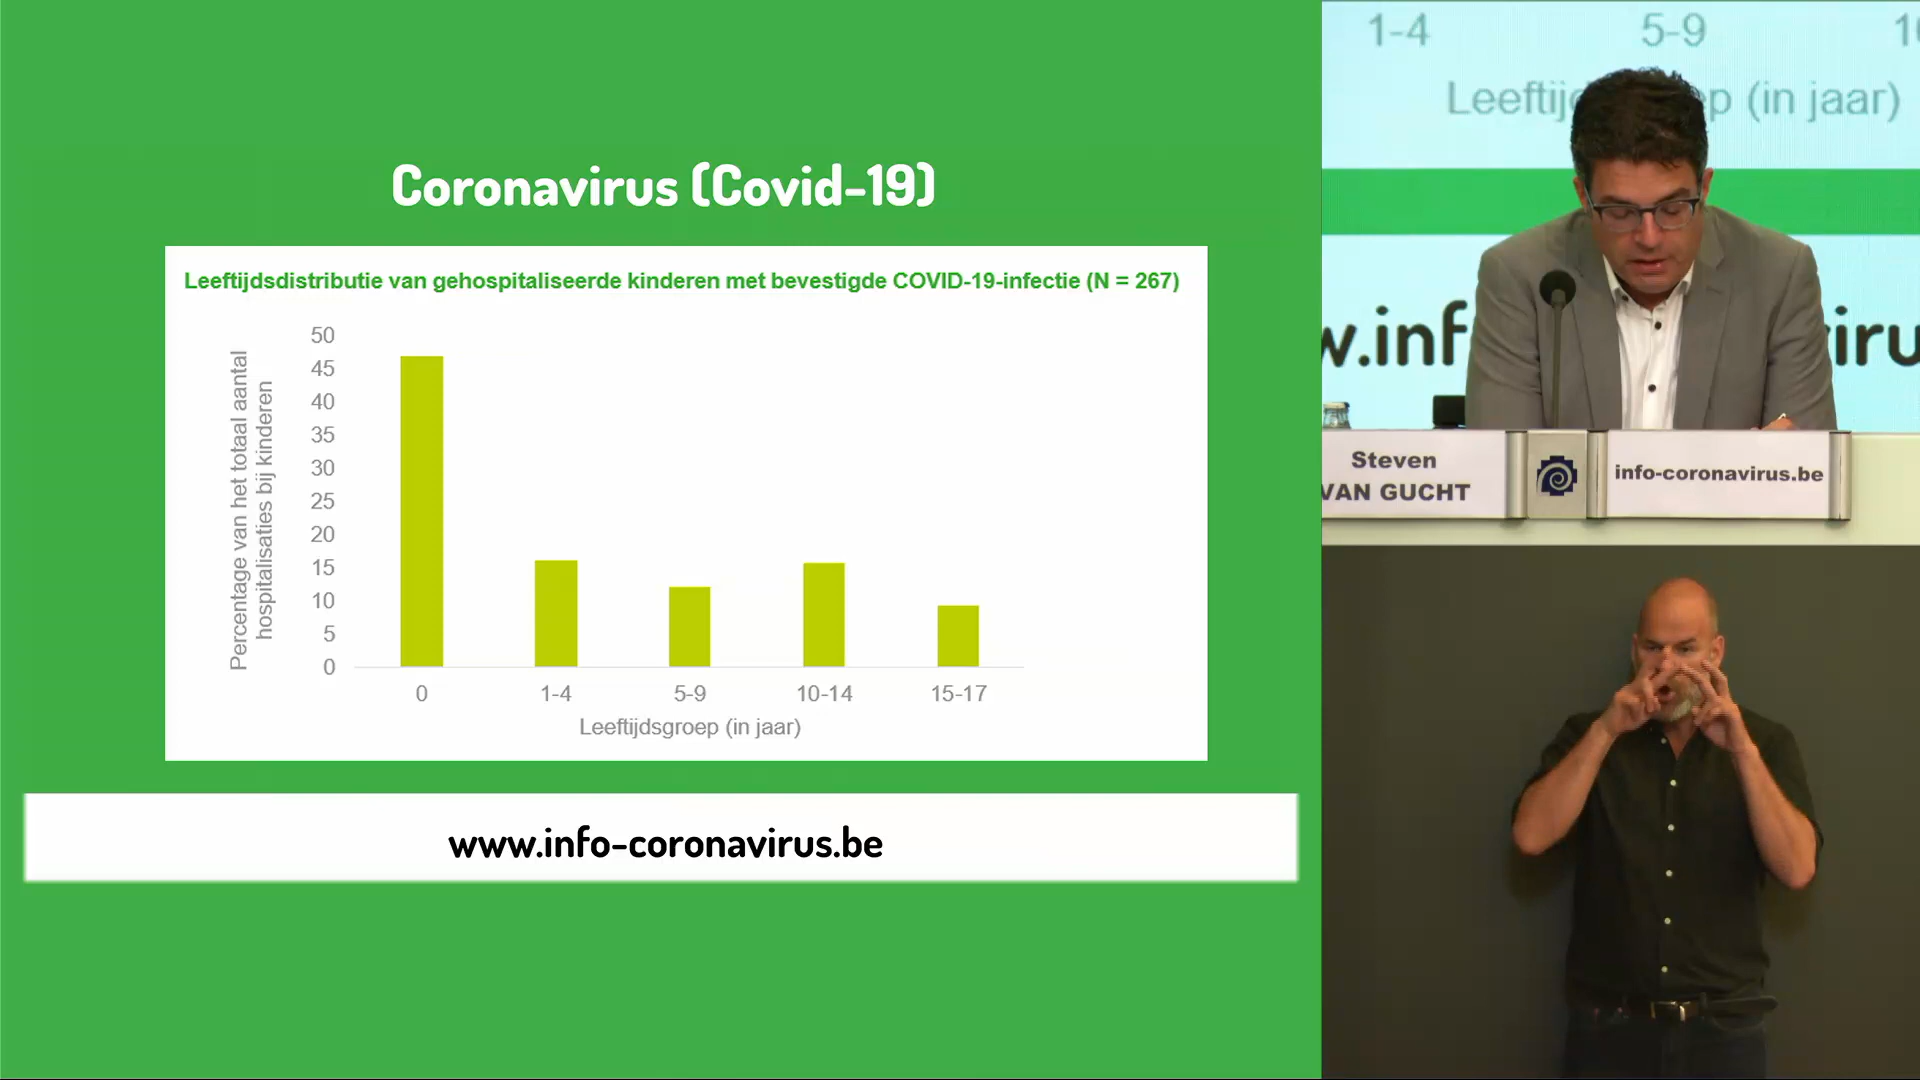 Coronavirus (Covid-19)
Leeftijdsdistributie van gehospitaliseerde kinderen met bevestigde COVID-19-infectie (N = 267)
Percentage van het totaal aantal
hospitalisaties bij kinderen
50
45
40
35
30
25
20
15
10
5
0
0 1-4 5-9 10-14 15-17
Leeftijdsgroep (in jaar)
www.info-coronavirus.be
1-4 5-9
(in jaar)
Steven
VAN GUCHT
info-coronavirus.be